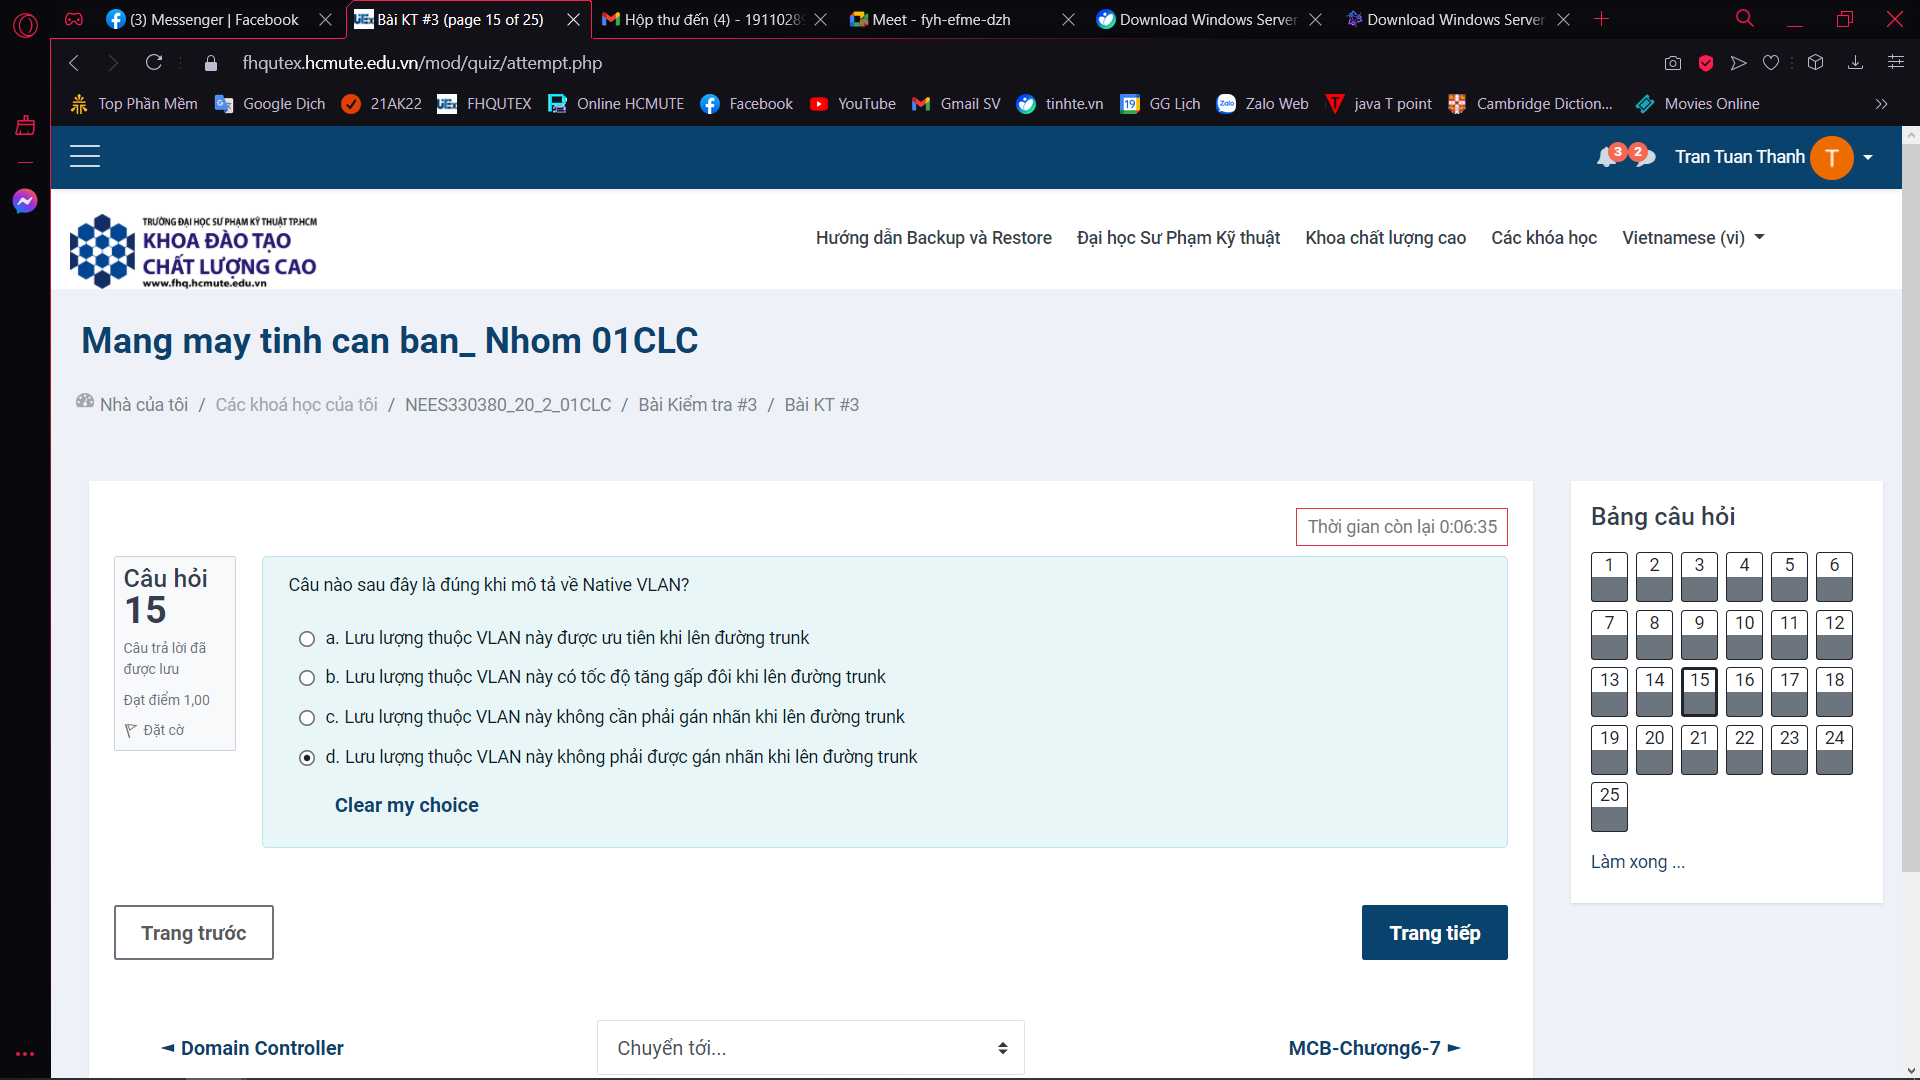 (3) Messenger | Facebook
Bài KT #3 (page 15 of 25)
Hộp thư đến (4) - 1911028
Meet - fyh-efme-dzh
Download Windows Server
Download Windows Server
fhqutex.hcmute.edu.vn/mod/quiz/attempt.php
Top Phần Mềm
Google Dịch
21AK22
FHQUTEX
Online HCMUTE
Facebook
YouTube
Gmail SV
tinhte.vn
19
GG Lịch
Zalo
Zalo Web
java T point
Cambridge Diction...
Movies Online
3
2
Tran Tuan Thanh
T
TRƯỜNG ĐẠI HỌC SƯ PHẠM KỸ THUẬT TP.HCM
KHOA ĐÀO TẠO
CHẤT LƯỢNG CAO
www.fhq.hcmute.edu.vn
Hướng dẫn Backup và Restore
Đại học Sư Phạm Kỹ thuật
Khoa chất lượng cao
Các khóa học
Vietnamese (vi)
Mang may tinh can ban_ Nhom 01CLC
Nhà của tôi / Các khoá học của tôi / NEES330380_20_2_01CLC / Bài Kiểm tra #3 / Bài KT #3
Thời gian còn lại 0:06:35
Câu hỏi
15
Câu trả lời đã
được lưu
Đạt điểm 1,00
Đặt cờ
Câu nào sau đây là đúng khi mô tả về Native VLAN?
a. Lưu lượng thuộc VLAN này được ưu tiên khi lên đường trunk
b. Lưu lượng thuộc VLAN này có tốc độ tăng gấp đôi khi lên đường trunk
c. Lưu lượng thuộc VLAN này không cần phải gán nhãn khi lên đường trunk
d. Lưu lượng thuộc VLAN này không phải được gán nhãn khi lên đường trunk
Clear my choice
Bảng câu hỏi
1 2 3 4 5 6
7 8 9 10 11 12
13 14 15 16 17 18
19 20 21 22 23 24
25
Làm xong ...
Trang trước
Trang tiếp
◄ Domain Controller
Chuyển tới...
MCB-Chương6-7 ►